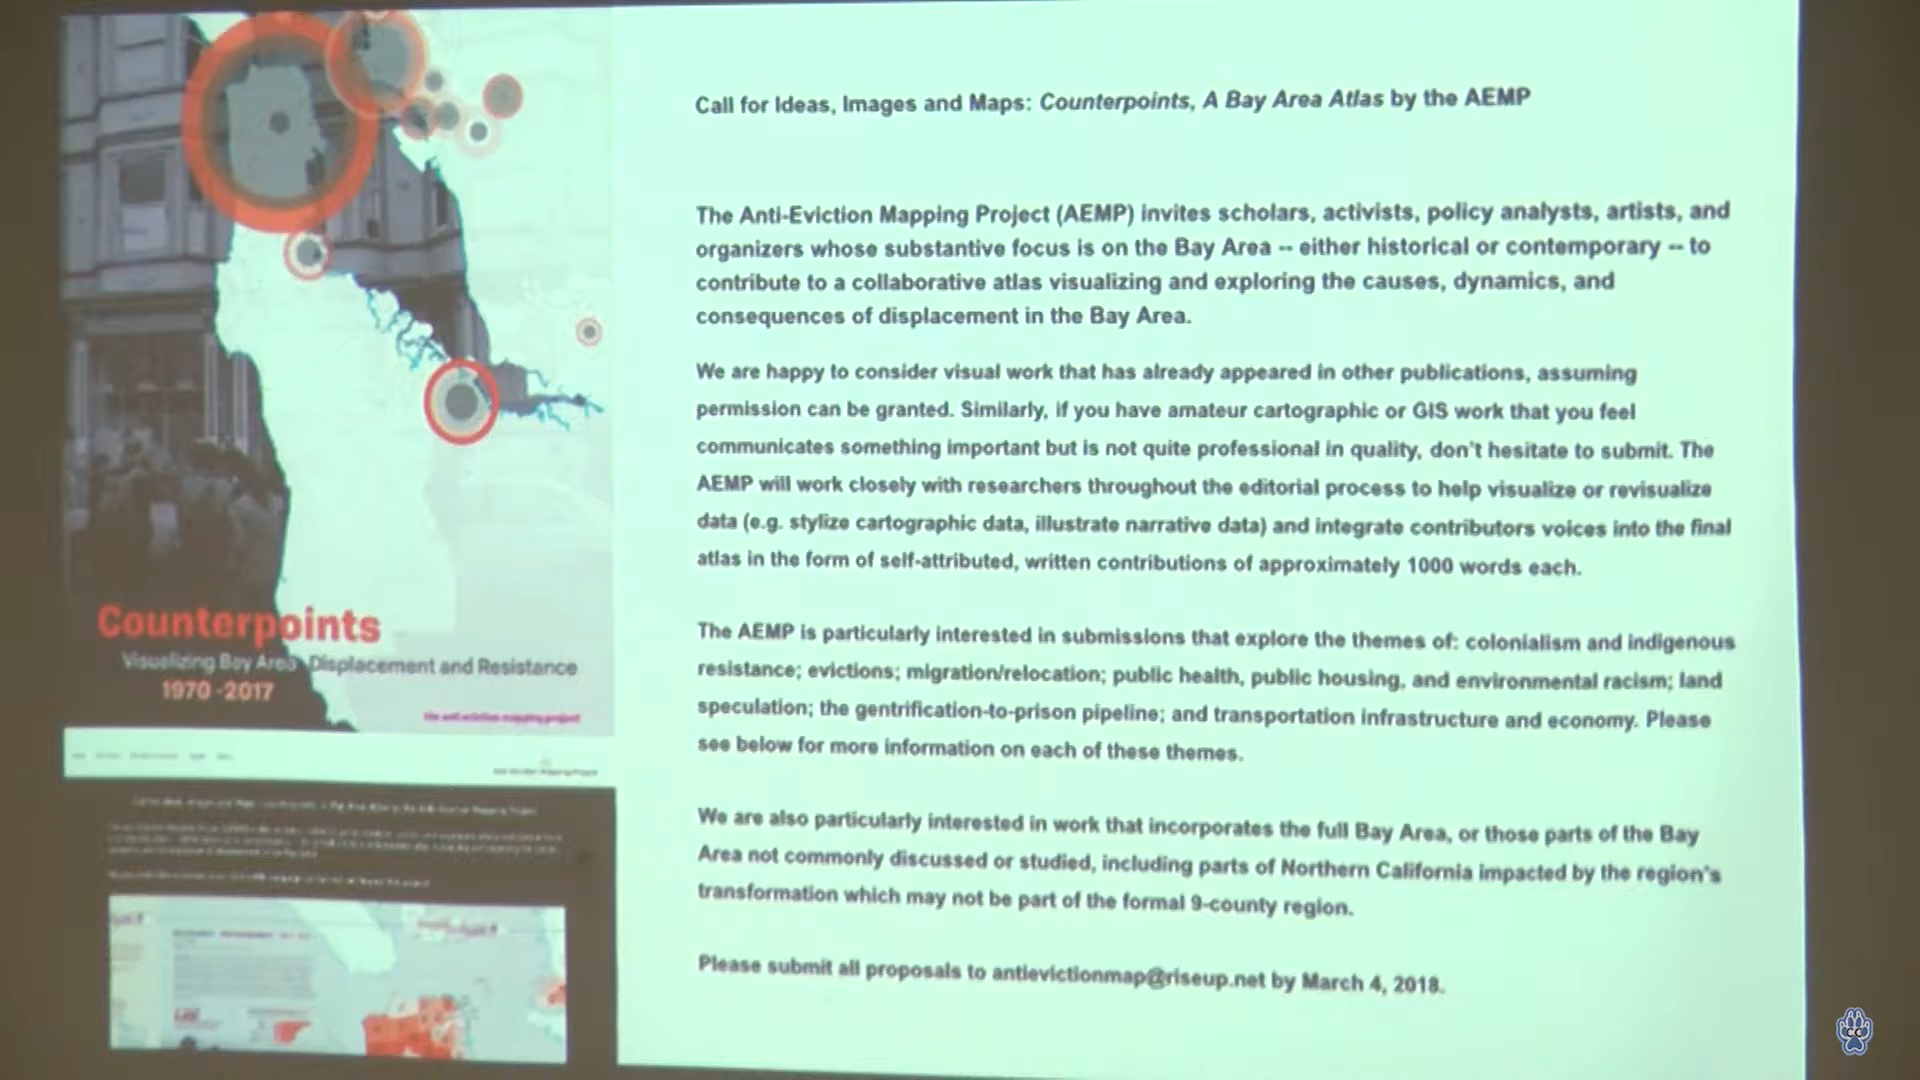 Call for Ideas, Images and Maps: Counterpoints, A Bay Area Atlas by the AEMP
The Anti-Eviction Mapping Project (AEMP) invites scholars, activists, policy analysts, artists, and
organizers whose substantive focus is on the Bay Area -- either historical or contemporary -- to
contribute to a collaborative atlas visualizing and exploring the causes, dynamics, and
consequences of displacement in the Bay Area.
We are happy to consider visual work that has already appeared in other publications, assuming
permission can be granted. Similarly, if you have amateur cartographic or GIS work that you feel
communicates something important but is not quite professional in quality, don't hesitate to submit. The
AEMP will work closely with researchers throughout the editorial process to help visualize or revisualize
data (e.g. stylize cartographic data, illustrate narrative data) and integrate contributors voices into the final
atlas in the form of self-attributed, written contributions of approximately 1000 words each.
The AEMP is particularly interested in submissions that explore the themes of: colonialism and indigenous
resistance; evictions; migration/relocation; public health, public housing, and environmental racism; land
speculation; the gentrification-to-prison pipeline; and transportation infrastructure and economy. Please
see below for more information on each of these themes.
We are also particularly interested in work that incorporates the full Bay Area, or those parts of the Bay
Area not commonly discussed or studied, including parts of Northern California impacted by the region's
transformation which may not be part of the formal 9-county region.
Please submit all proposals to antievictionmap@riseup.net by March 4, 2018.
Counterpoints
Visualizing Bay Area Displacement and Resistance
1970 -2017
the anti-eviction mapping project
CC